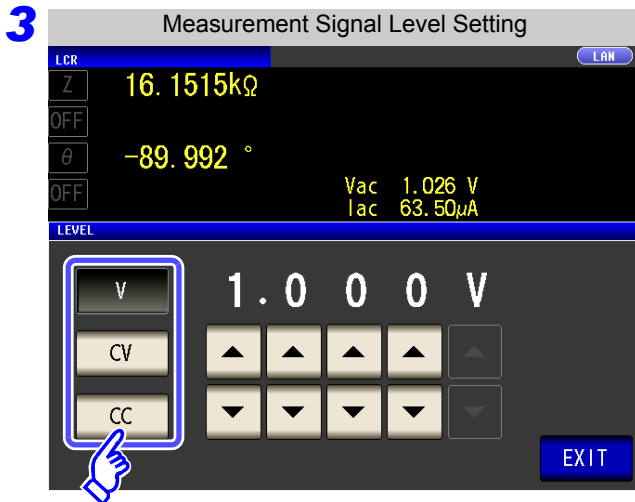 3 Measurement Signal Level Setting
LCR LAN
Z 16.1515kΩ
OFF
θ -89.992 °
OFF Vac 1.026 V
Iac 63.50μA
LEVEL
V 1.000 V
CV
CC
EXIT